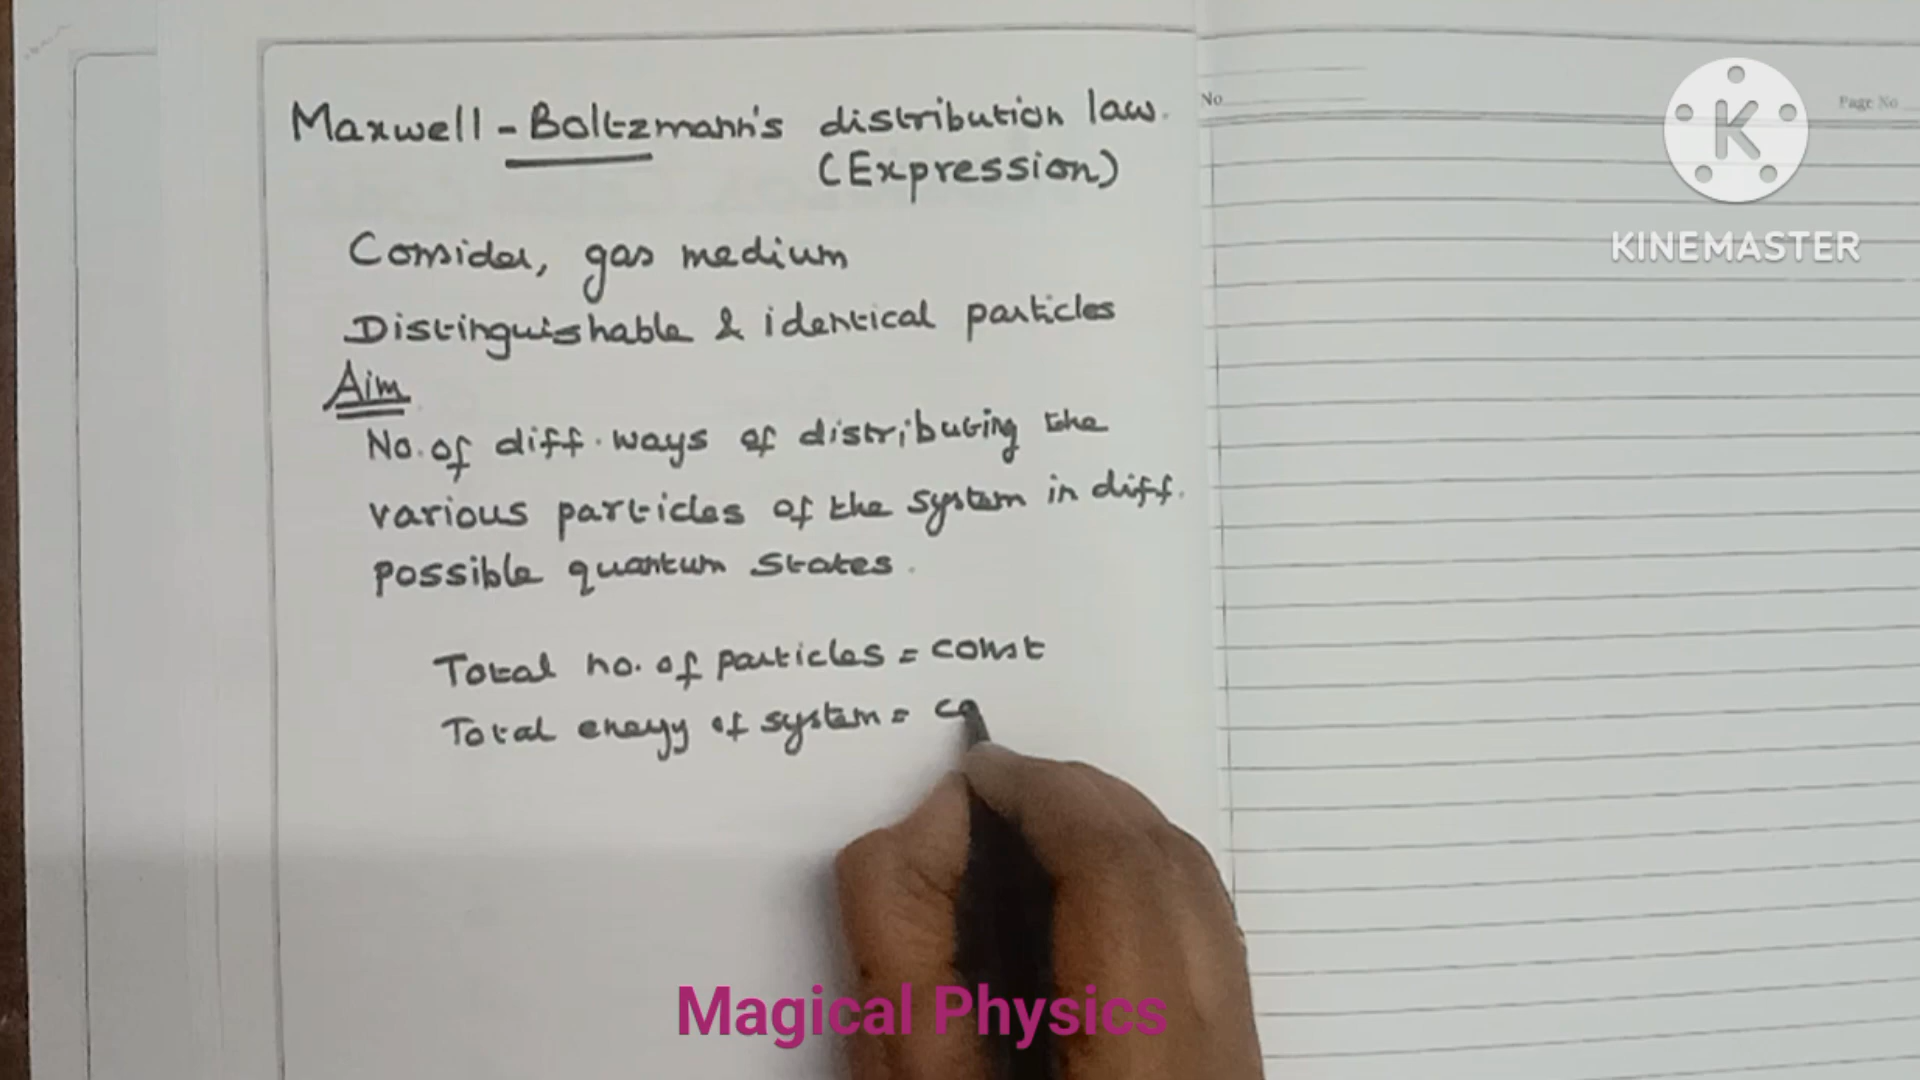 Maxwell - Boltzmann's distribution law.
(Expression)
Consider, gas medium
Distinguishable & identical particles
Aim
No. of diff. ways of distributing the
various particles of the system in diff.
possible quantum states.
Total no. of particles = const
Total energy of system = co
No
Page No
K
KINEMASTER
Magical Physics